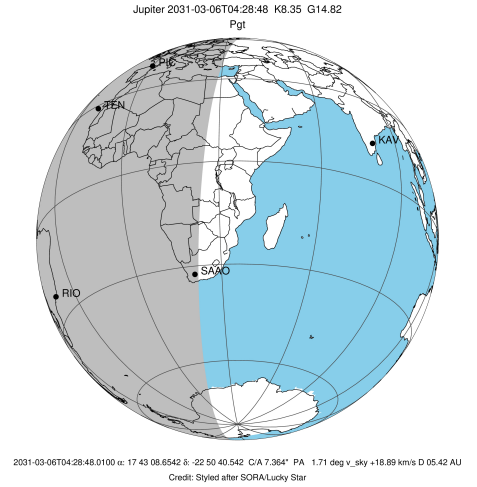 Jupiter 2031-03-06T04:28:48 K8.35 G14.82
Pgt
PIC
TEN
KAV
SAAO
RIO
2031-03-06T04:28:48.0100 α: 17 43 08.6542 δ: -22 50 40.542 C/A 7.364" PA 1.71 deg v_sky +18.89 km/s D 05.42 AU
Credit: Styled after SORA/Lucky Star